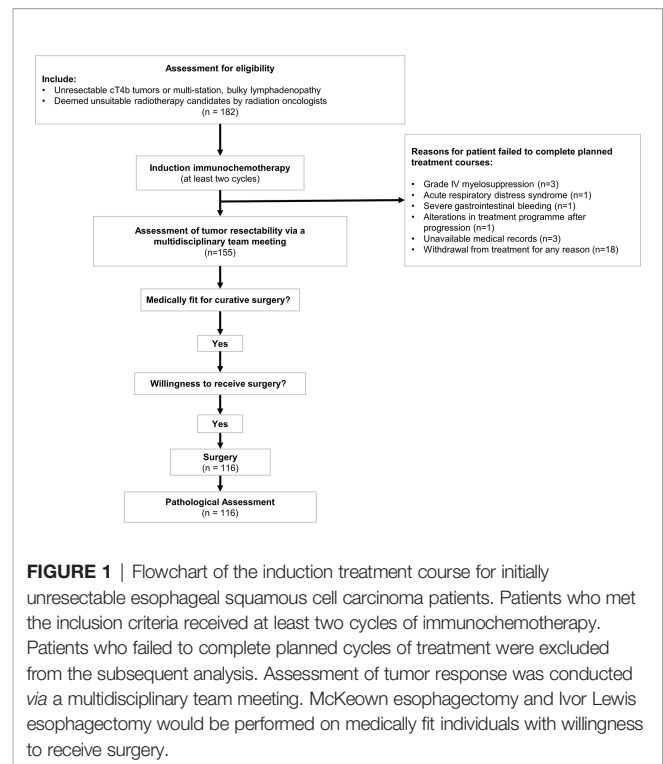 Assessment for eligibility
Include:
• Unresectable cT4b tumors or multi-station, bulky lymphadenopathy
• Deemed unsuitable radiotherapy candidates by radiation oncologists
(n = 182)
Induction immunochemotherapy
(at least two cycles)
Reasons for patient failed to complete planned
treatment courses:
• Grade IV myelosuppression (n=3)
• Acute respiratory distress syndrome (n=1)
• Severe gastrointestinal bleeding (n=1)
• Alterations in treatment programme after
progression (n=1)
• Unavailable medical records (n=3)
• Withdrawal from treatment for any reason (n=18)
Assessment of tumor resectability via a
multidisciplinary team meeting
(n=155)
Medically fit for curative surgery?
Yes
Willingness to receive surgery?
Yes
Surgery
(n = 116)
Pathological Assessment
(n = 116)
FIGURE 1 | Flowchart of the induction treatment course for initially
unresectable esophageal squamous cell carcinoma patients. Patients who met
the inclusion criteria received at least two cycles of immunochemotherapy.
Patients who failed to complete planned cycles of treatment were excluded
from the subsequent analysis. Assessment of tumor response was conducted
via a multidisciplinary team meeting. McKeown esophagectomy and Ivor Lewis
esophagectomy would be performed on medically fit individuals with willingness
to receive surgery.